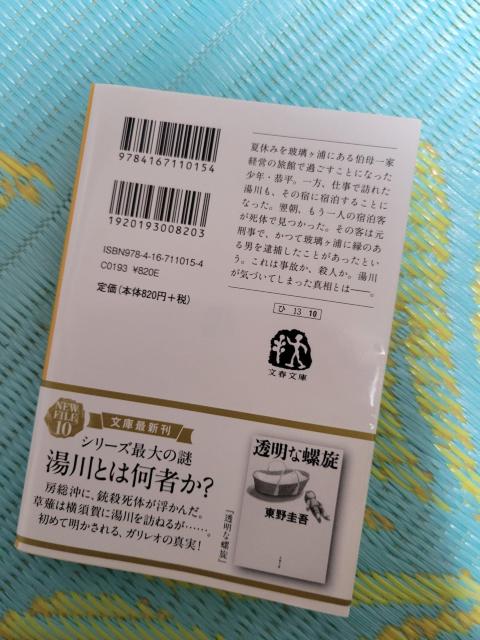 9784167110154
1920193008203
ISBN978-4-16-711015-4
C0193 ¥820E
定価(本体820円+税)
夏休みを玻璃ヶ浦にある伯母一家
経営の旅館で過ごすことになった
少年・恭平。一方、仕事で訪れた
湯川も、その宿に宿泊することに
なった。翌朝、もう一人の宿泊客
が死体で見つかった。その客は元
刑事で、かつて玻璃ヶ浦に縁のあ
る男を逮捕したことがあったとい
う。これは事故か、殺人か。湯川
が気づいてしまった真相とは——。
ひ 13 10
文春文庫
NEW
FILE
10
文庫最新刊
シリーズ最大の謎
湯川とは何者か?
房総沖に、銃殺死体が浮かんだ。
草薙は横須賀に湯川を訪ねるが……。
初めて明かされる、ガリレオの真実!
『透明な螺旋』
透明な螺旋
東野圭吾